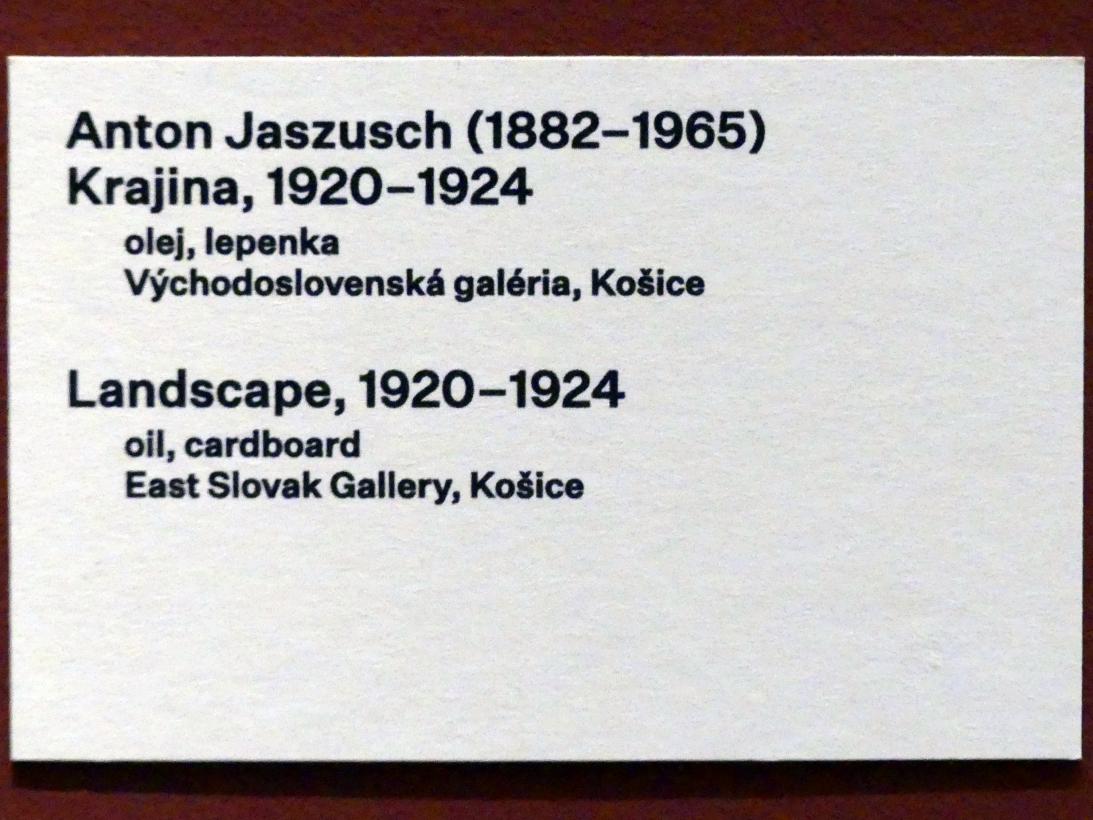 Anton Jaszusch (1882–1965)
Krajina, 1920–1924
olej, lepenka
Východoslovenská galéria, Košice
Landscape, 1920–1924
oil, cardboard
East Slovak Gallery, Košice